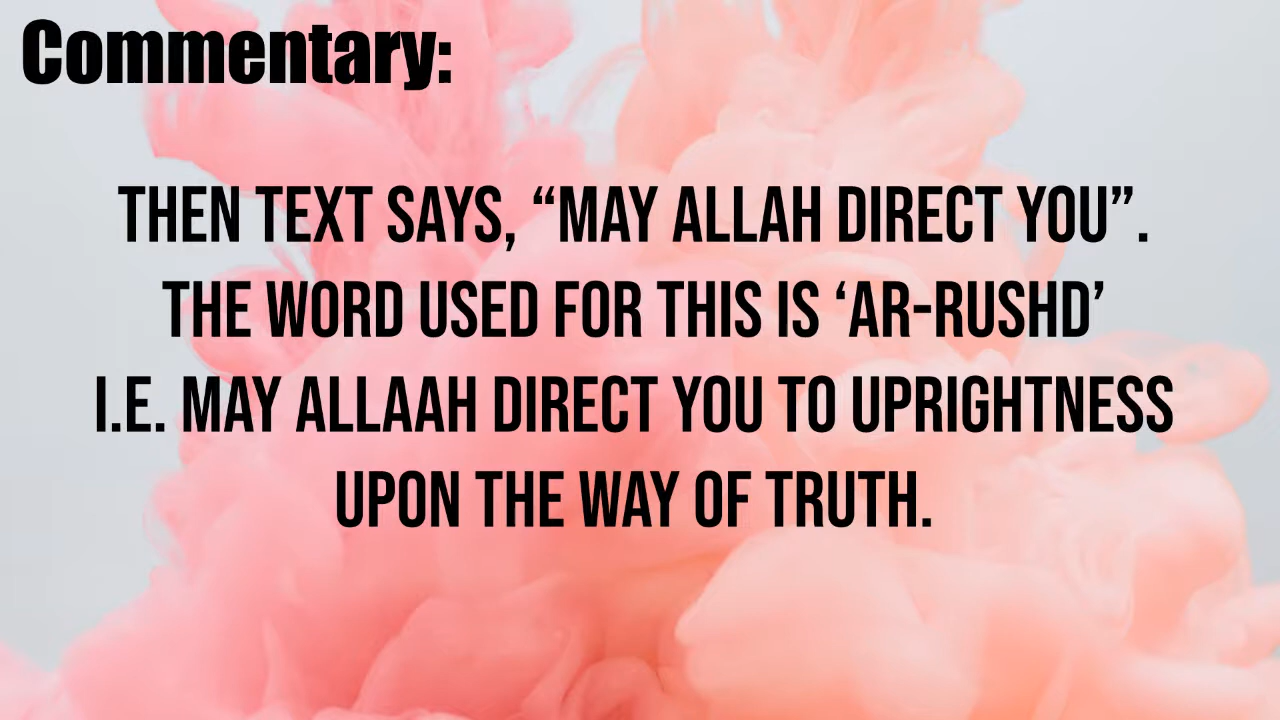 Commentary:
THEN TEXT SAYS, “MAY ALLAH DIRECT YOU”.
THE WORD USED FOR THIS IS ‘AR-RUSHD’
I.E. MAY ALLAAH DIRECT YOU TO UPRIGHTNESS
UPON THE WAY OF TRUTH.